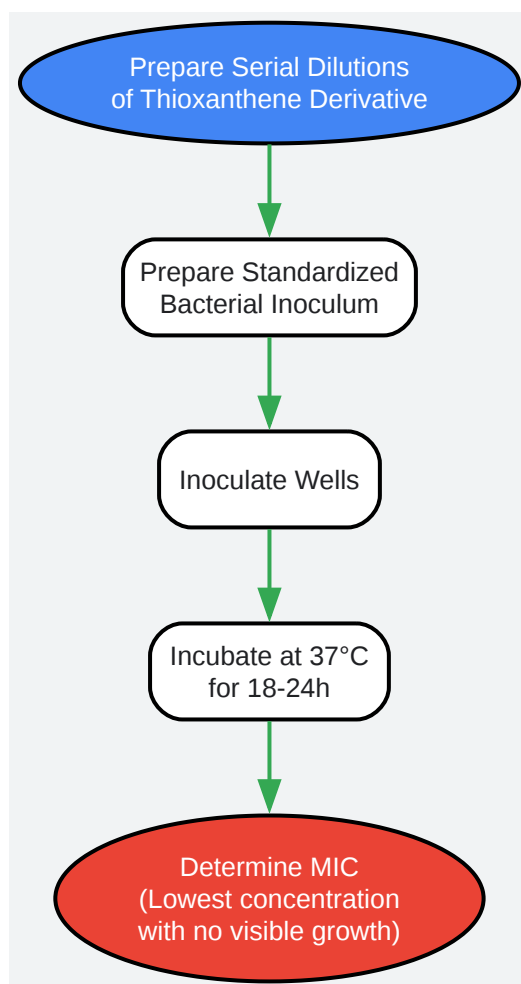 Prepare Serial Dilutions
of Thioxanthene Derivative
Prepare Standardized
Bacterial Inoculum
Inoculate Wells
Incubate at 37°C
for 18-24h
Determine MIC
(Lowest concentration
with no visible growth)